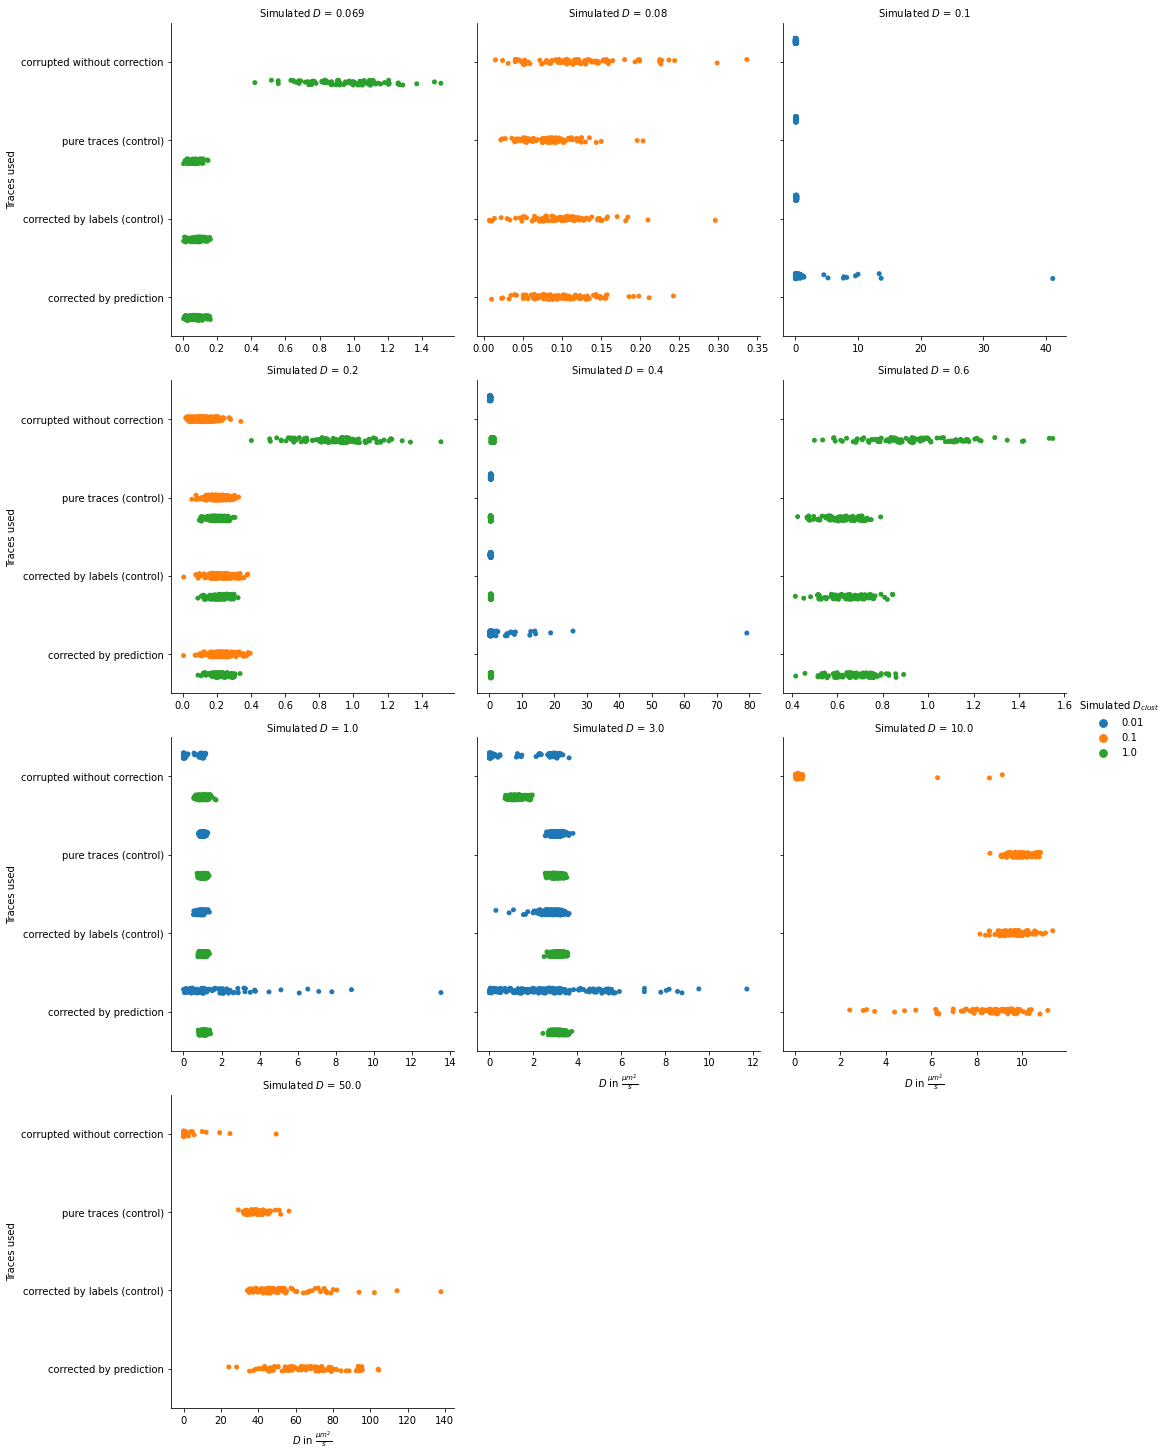 Simulated D = 0.069
Simulated D = 0.08
Simulated D = 0.1
Traces used
corrupted without correction
pure traces (control)
corrected by labels (control)
corrected by prediction
0.0 0.2 0.4 0.6 0.8 1.0 1.2 1.4
0.00 0.05 0.10 0.15 0.20 0.25 0.30 0.35
0 10 20 30 40
Simulated D = 0.2
Simulated D = 0.4
Simulated D = 0.6
Traces used
corrupted without correction
pure traces (control)
corrected by labels (control)
corrected by prediction
0.0 0.2 0.4 0.6 0.8 1.0 1.2 1.4
0 10 20 30 40 50 60 70 80
0.4 0.6 0.8 1.0 1.2 1.4 1.6
Simulated D_clust
0.01
0.1
1.0
Simulated D = 1.0
Simulated D = 3.0
Simulated D = 10.0
Traces used
corrupted without correction
pure traces (control)
corrected by labels (control)
corrected by prediction
0 2 4 6 8 10 12 14
0 2 4 6 8 10 12
0 2 4 6 8 10
D in μm²/s
D in μm²/s
Simulated D = 50.0
Traces used
corrupted without correction
pure traces (control)
corrected by labels (control)
corrected by prediction
0 20 40 60 80 100 120 140
D in μm²/s